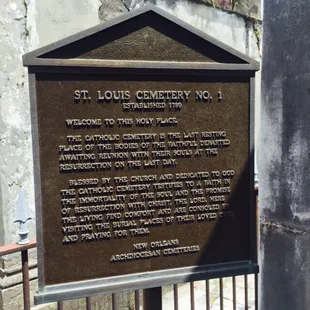 ST. LOUIS CEMETERY NO. 1
ESTABLISHED 1789
WELCOME TO THIS HOLY PLACE.
THE CATHOLIC CEMETERY IS THE LAST RESTING
PLACE OF THE BODIES OF THE FAITHFUL DEPARTED
AWAITING REUNION WITH THEIR SOULS AT THE
RESURRECTION ON THE LAST DAY.
BLESSED BY THE CHURCH AND DEDICATED TO GOD
THE CATHOLIC CEMETERY TESTIFIES TO A FAITH IN
THE IMMORTALITY OF THE SOUL AND THE PROMISE
OF RESURRECTION WITH CHRIST, THE LORD. HERE
THE LIVING FIND COMFORT AND ARE CONSOLED BY
VISITING THE BURIAL PLACES OF THEIR LOVED ONES
AND PRAYING FOR THEM.
NEW ORLEANS
ARCHDIOCESAN CEMETERIES